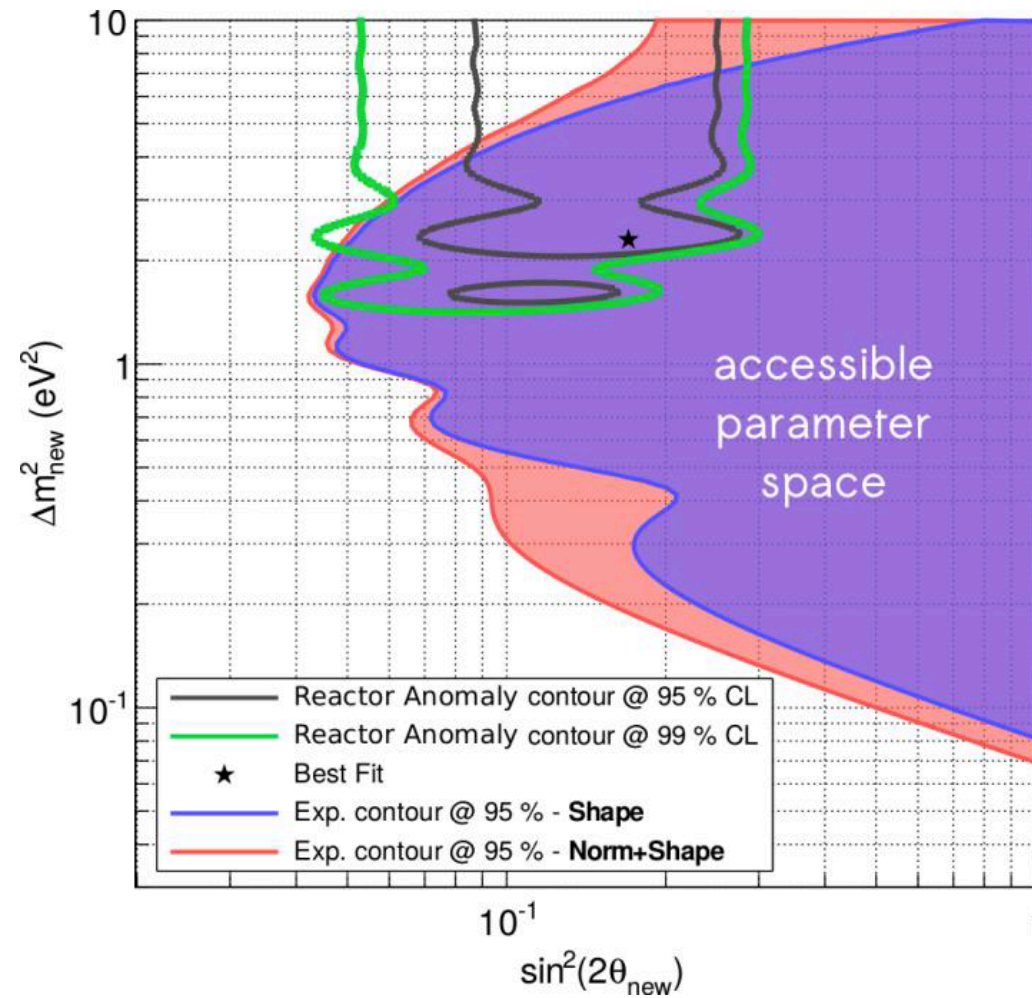 10
1
10⁻¹
Δm²new (eV²)
accessible
parameter
space
Reactor Anomaly contour @ 95 % CL
Reactor Anomaly contour @ 99 % CL
Best Fit
Exp. contour @ 95 % - Shape
Exp. contour @ 95 % - Norm+Shape
10⁻¹
sin²(2θnew)